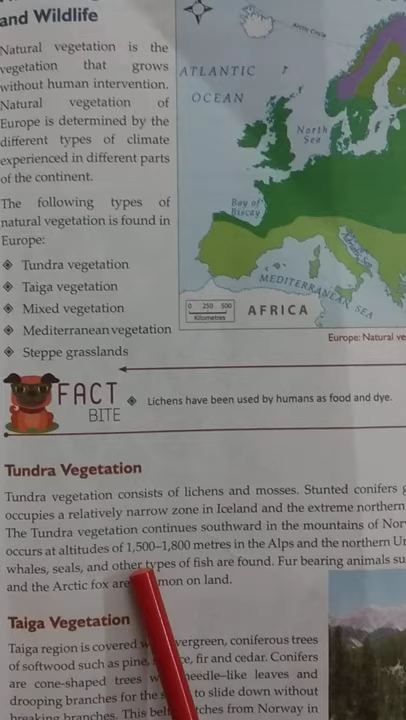 and Wildlife
Natural vegetation is the
vegetation that grows
without human intervention.
Natural vegetation of
Europe is determined by the
different types of climate
experienced in different parts
of the continent.
The following types of
natural vegetation is found in
Europe:
Tundra vegetation
Taiga vegetation
Mixed vegetation
Mediterranean vegetation
Steppe grasslands
Arctic Circle
ATLANTIC
OCEAN
North
Sea
Bay of
Biscay
MEDITERRANEAN SEA
AFRICA
0 250 500
Kilometres
Europe: Natural ve
FACT
BITE
Lichens have been used by humans as food and dye.
Tundra Vegetation
Tundra vegetation consists of lichens and mosses. Stunted conifers g
occupies a relatively narrow zone in Iceland and the extreme northern
The Tundra vegetation continues southward in the mountains of Nor
occurs at altitudes of 1,500–1,800 metres in the Alps and the northern Ur
whales, seals, and other types of fish are found. Fur bearing animals su
and the Arctic fox are mon on land.
Taiga Vegetation
Taiga region is covered w vergreen, coniferous trees
of softwood such as pine, s ce, fir and cedar. Conifers
are cone-shaped trees w needle-like leaves and
drooping branches for the s to slide down without
breaking branches. This bel tches from Norway in